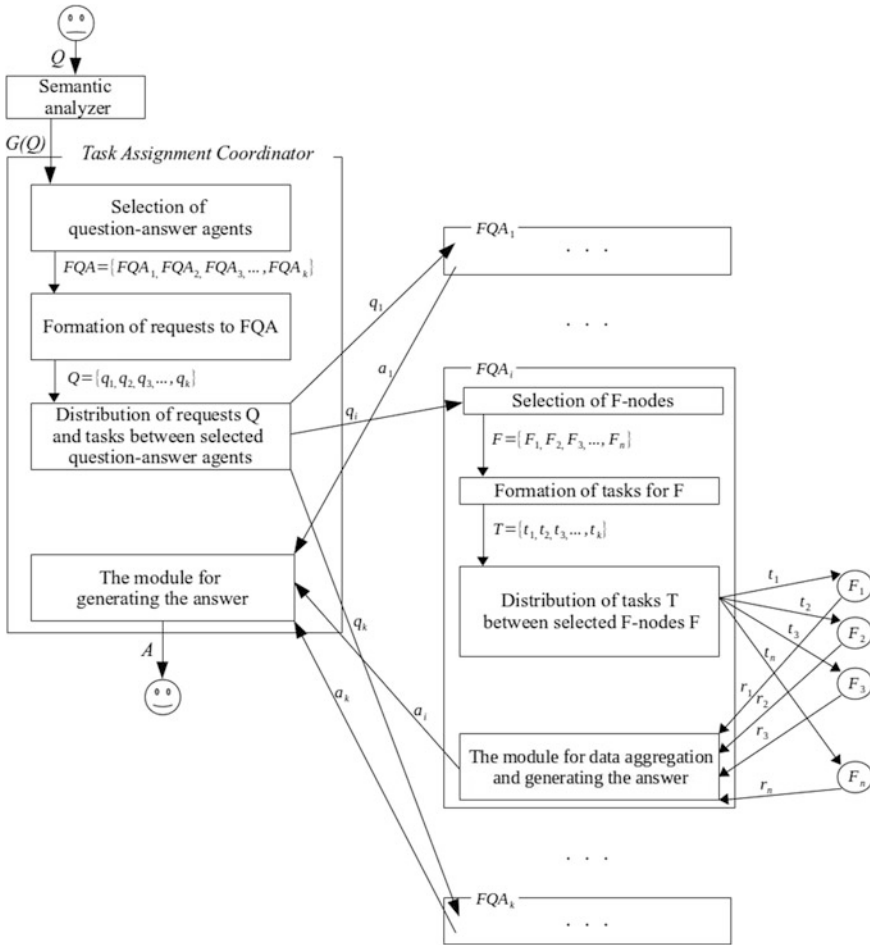 Q
Semantic
analyzer
G(Q)
Task Assignment Coordinator
Selection of
question-answer agents
FQA={FQA₁, FQA₂, FQA₃, ..., FQAₖ}
Formation of requests to FQA
Q={q₁, q₂, q₃, ..., qₖ}
Distribution of requests Q
and tasks between selected
question-answer agents
The module for
generating the answer
A
q₁
a₁
qᵢ
qₖ
aᵢ
aₖ
FQA₁
. . .
. . .
FQAᵢ
Selection of F-nodes
F={F₁, F₂, F₃, ..., Fₙ}
Formation of tasks for F
T={t₁, t₂, t₃, ..., tₖ}
Distribution of tasks T
between selected F-nodes F
The module for data aggregation
and generating the answer
t₁
t₂
t₃
tₙ
F₁
F₂
F₃
Fₙ
r₁
r₂
r₃
rₙ
. . .
FQAₖ
. . .